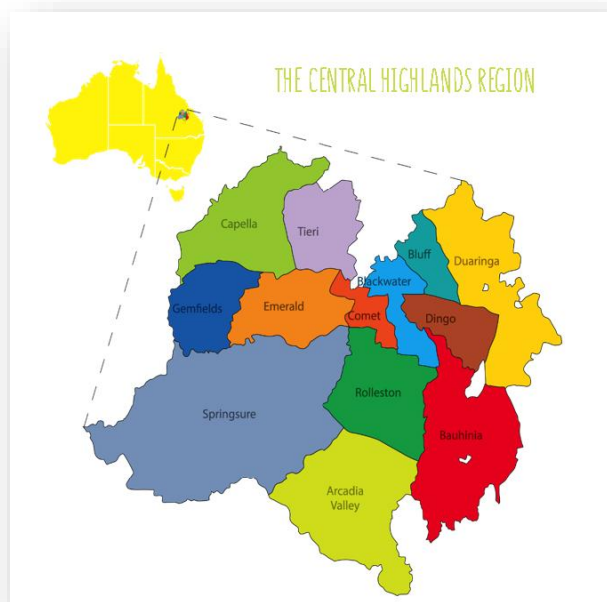 THE CENTRAL HIGHLANDS REGION
Capella
Tieri
Bluff
Duaringa
Blackwater
Gemfields
Emerald
Comet
Dingo
Rolleston
Springsure
Bauhinia
Arcadia
Valley